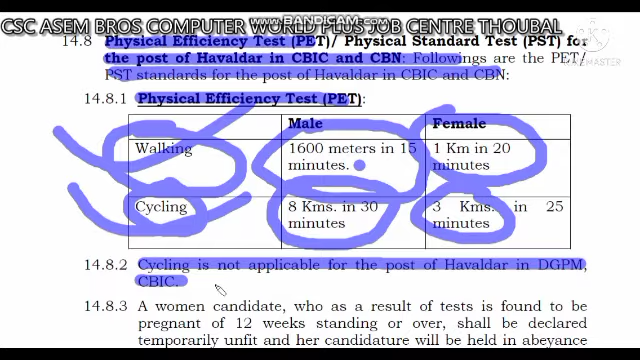 CSC ASEM BROS COMPUTER WORLD PLUS JOB CENTRE THOUBAL
WWW.BANDICAM.COM
KINEMASTER
14.8 Physical Efficiency Test (PET)/ Physical Standard Test (PST) for
the post of Havaldar in CBIC and CBN: Followings are the PET/
PST standards for the post of Havaldar in CBIC and CBN:
14.8.1 Physical Efficiency Test (PET):
Male Female
Walking 1600 meters in 15 1 Km in 20
minutes. minutes
Cycling 8 Kms. in 30 3 Kms. in 25
minutes minutes
14.8.2 Cycling is not applicable for the post of Havaldar in DGPM,
CBIC.
14.8.3 A women candidate, who as a result of tests is found to be
pregnant of 12 weeks standing or over, shall be declared
temporarily unfit and her candidature will be held in abeyance